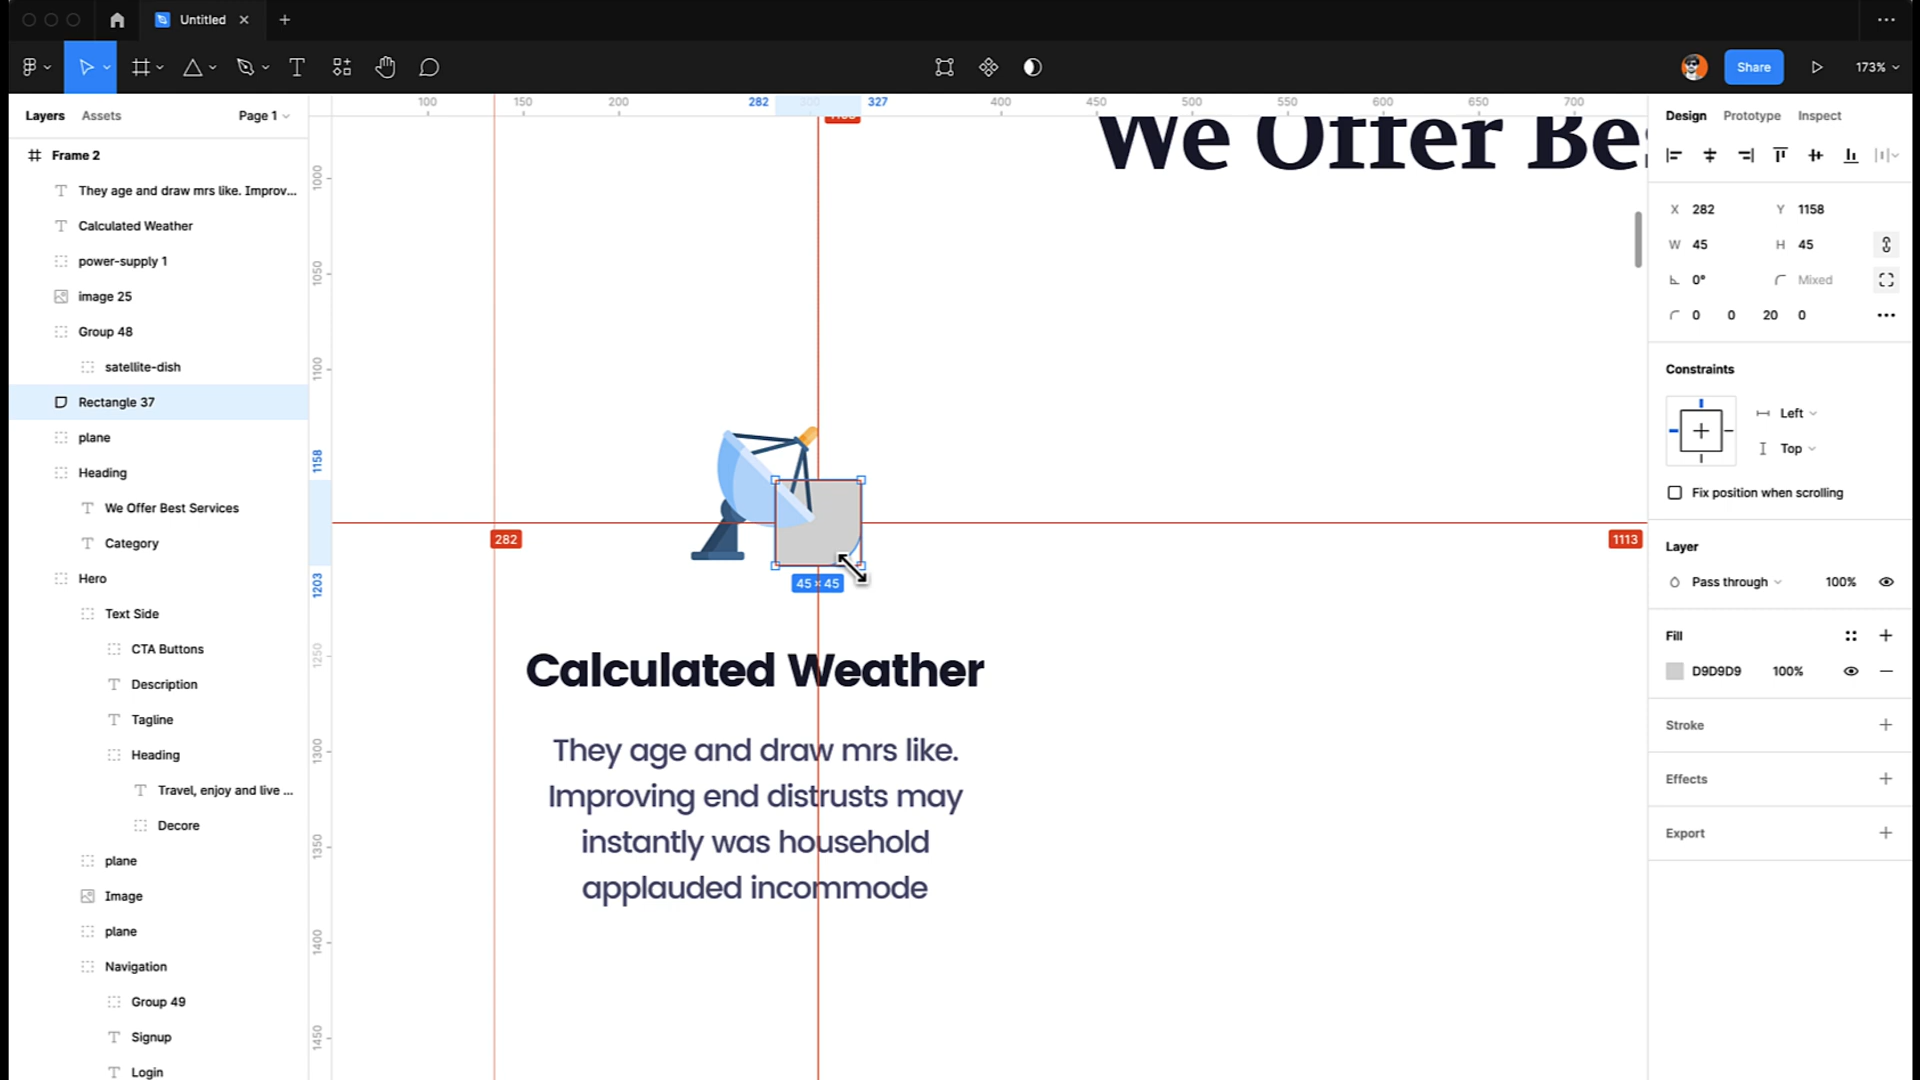 Untitled
Share
173%
Layers
Assets
Page 1
Design
Prototype
Inspect
100
150
200
282
327
400
450
500
550
600
650
700
Frame 2
They age and draw mrs like. Improv...
Calculated Weather
power-supply 1
image 25
Group 48
satellite-dish
Rectangle 37
plane
Heading
We Offer Best Services
Category
Hero
Text Side
CTA Buttons
Description
Tagline
Heading
Travel, enjoy and live ...
Decore
plane
Image
plane
Navigation
Group 49
Signup
Login
1000
1050
1100
1158
1203
1250
1300
1350
1400
1450
We Offer Bes
282
1113
45 × 45
Calculated Weather
They age and draw mrs like.
Improving end distrusts may
instantly was household
applauded incommode
X 282 Y 1158
W 45 H 45
0° Mixed
0 0 20 0
Constraints
Left
Top
Fix position when scrolling
Layer
Pass through 100%
Fill
D9D9D9 100%
Stroke
Effects
Export